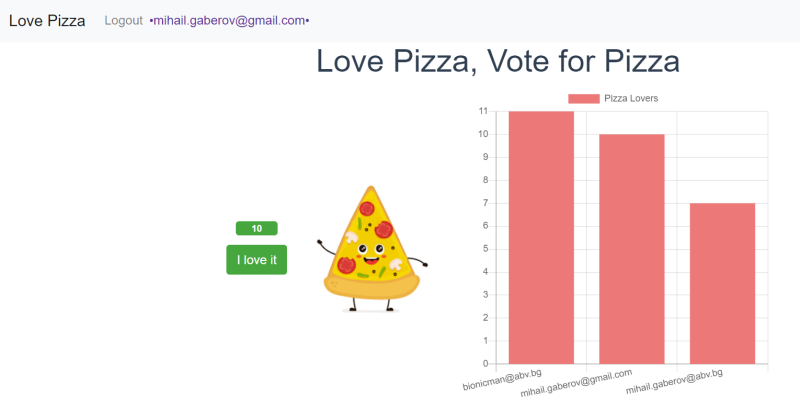 Love Pizza Logout •mihail.gaberov@gmail.com•
Love Pizza, Vote for Pizza
Pizza Lovers
11
10
9
8
7
6
5
4
3
2
1
0
bionicman@abv.bg
mihail.gaberov@gmail.com
mihail.gaberov@abv.bg
10
I love it